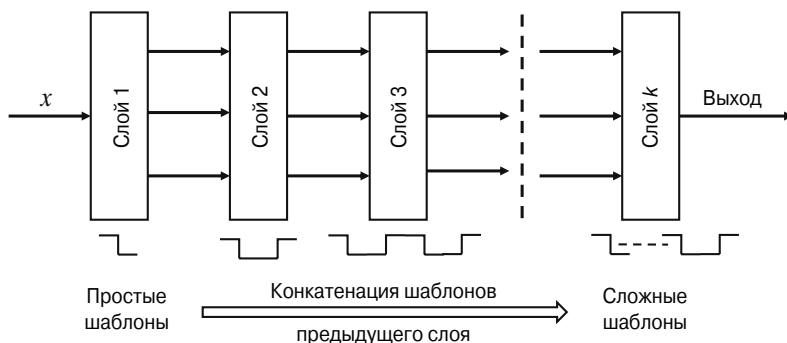 x
Слой 1
Слой 2
Слой 3
Слой k
Выход
Простые
шаблоны
Конкатенация шаблонов
предыдущего слоя
Сложные
шаблоны